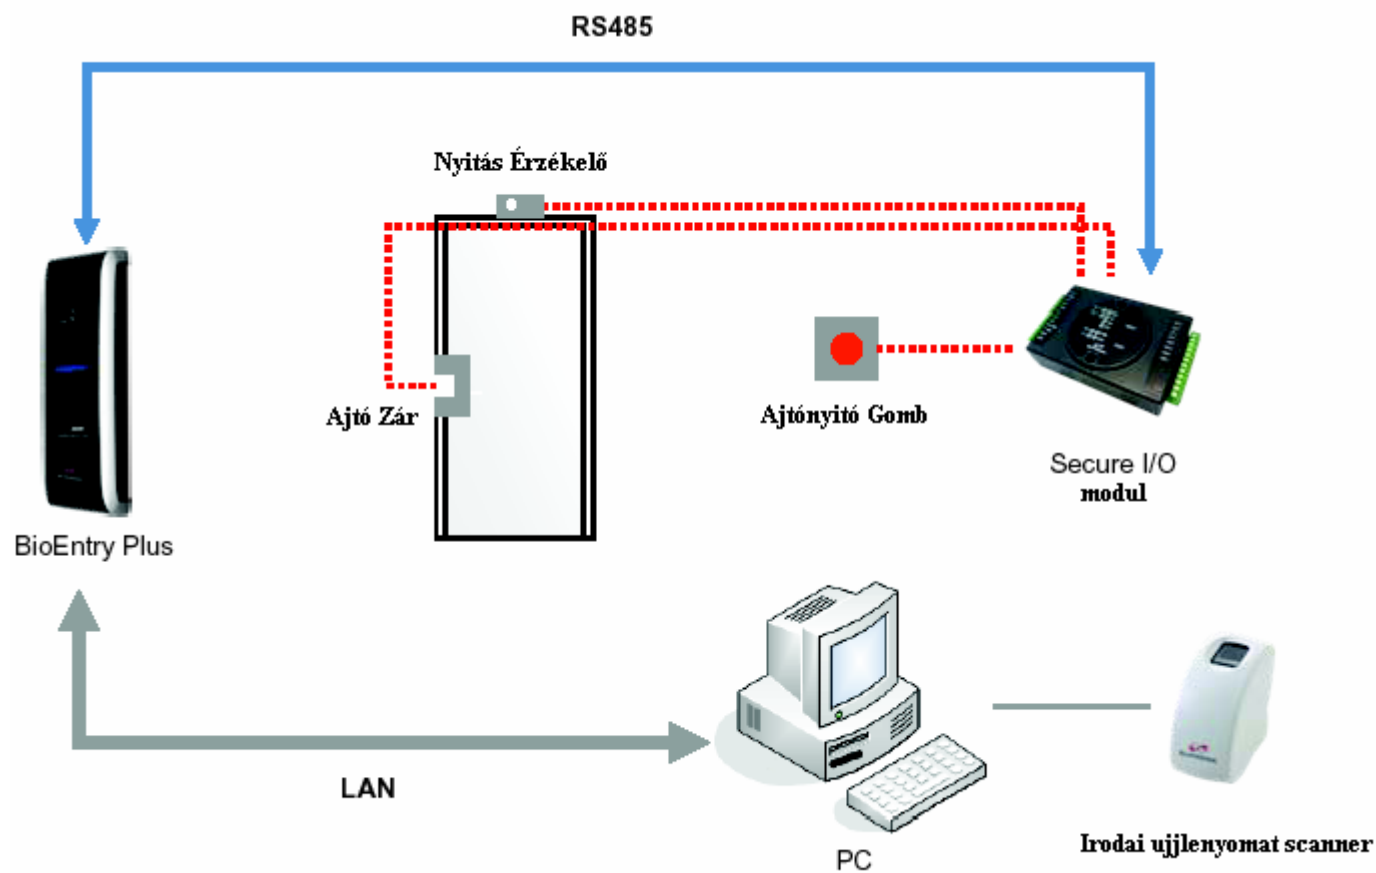 RS485
Nyitás Érzékelő
Ajtó Zár
Ajtónyitó Gomb
Secure I/O
modul
BioEntry Plus
LAN
PC
Irodai ujjlenyomat scanner